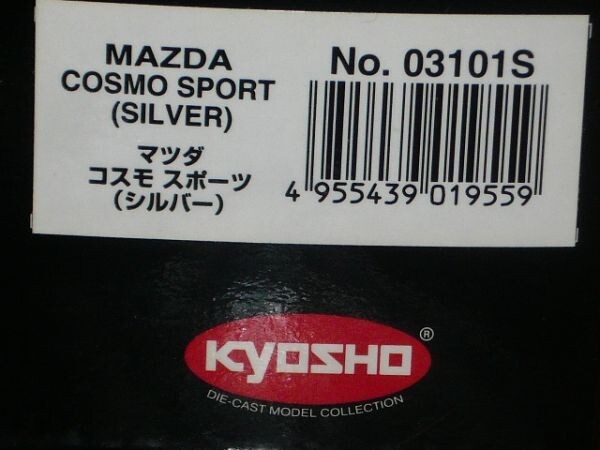 MAZDA
COSMO SPORT
(SILVER)
マツダ
コスモ スポーツ
(シルバー)
No. 03101S
4 955439 019559
KYOSHO ®
DIE-CAST MODEL COLLECTION